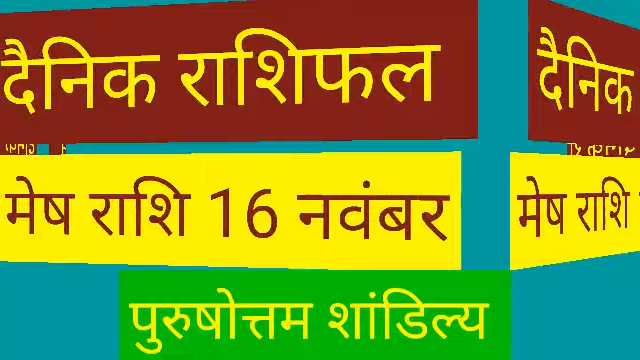 दैनिक राशिफल
दैनिक
मेष राशि 16 नवंबर
मेष राशि
पुरुषोत्तम शांडिल्य